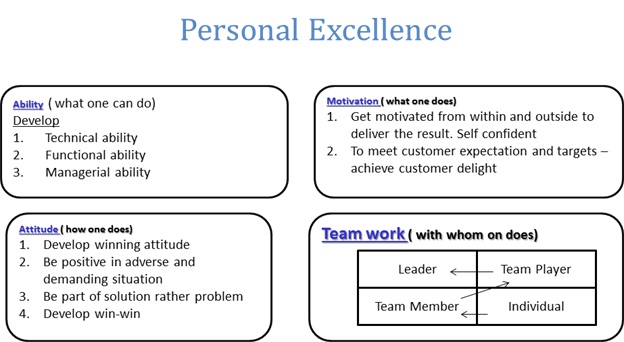 Personal Excellence
Ability ( what one can do)
Develop
1. Technical ability
2. Functional ability
3. Managerial ability
Motivation ( what one does)
1. Get motivated from within and outside to
deliver the result. Self confident
2. To meet customer expectation and targets –
achieve customer delight
Attitude ( how one does)
1. Develop winning attitude
2. Be positive in adverse and
demanding situation
3. Be part of solution rather problem
4. Develop win-win
Team work ( with whom on does)
Leader Team Player
Team Member Individual